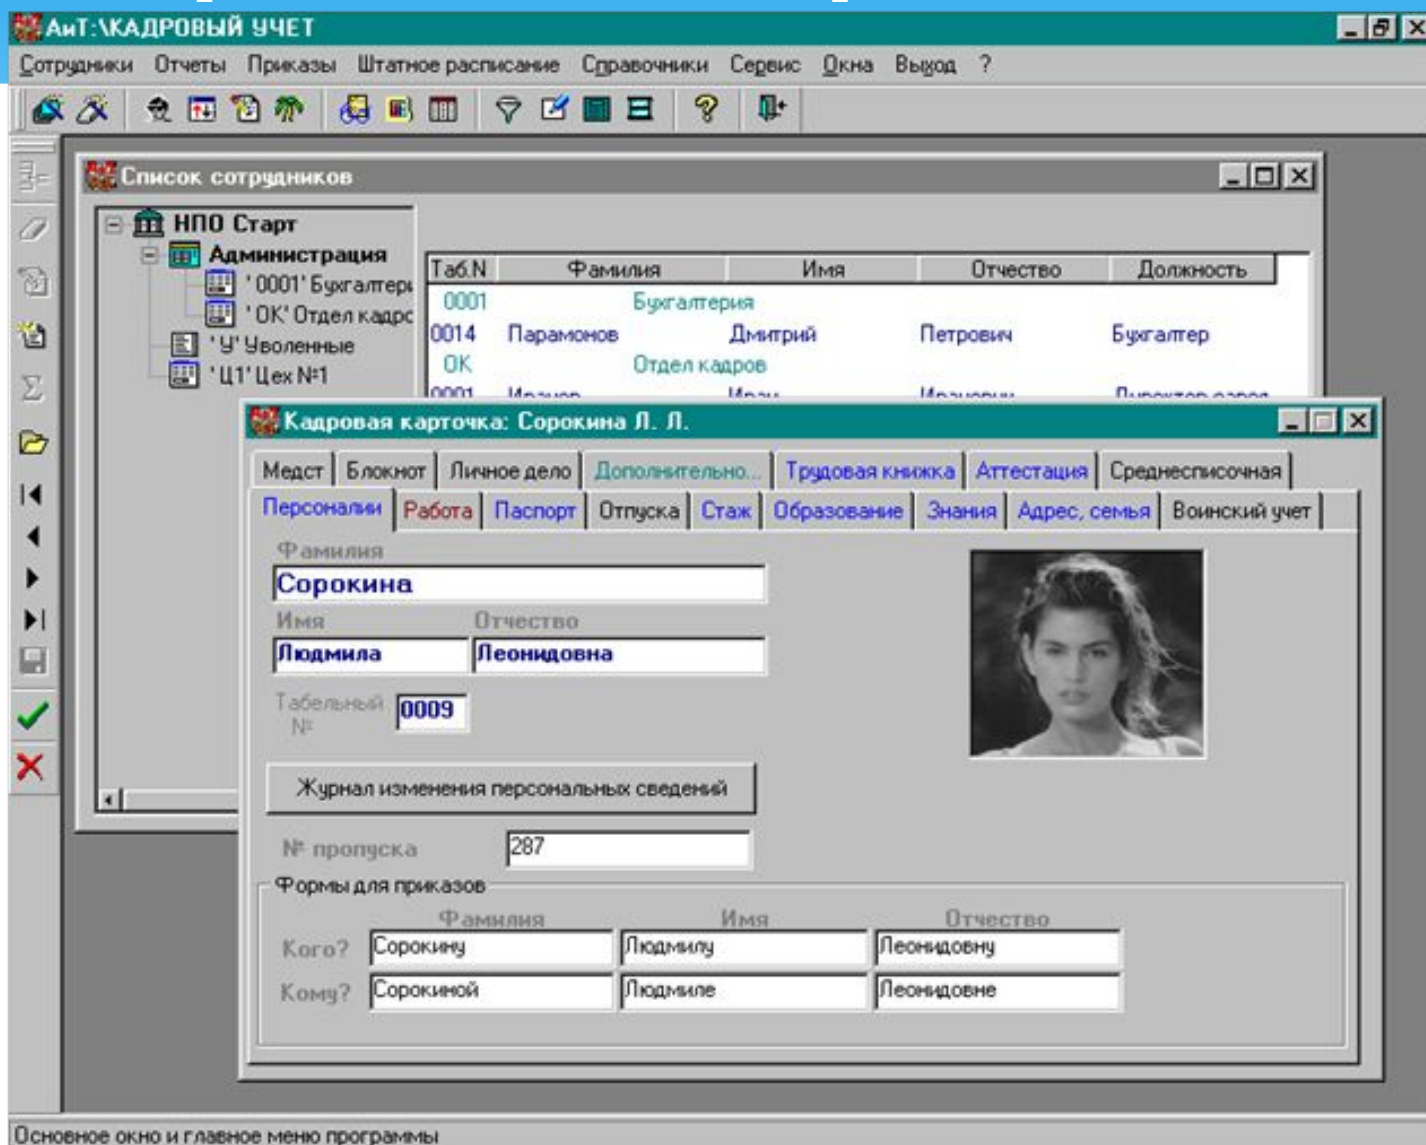 АиТ:\КАДРОВЫЙ УЧЕТ
Сотрудники Отчеты Приказы Штатное расписание Справочники Сервис Окна Выход ?
Список сотрудников
НПО Старт
Администрация
'0001' Бухгалтери
'ОК' Отдел кадрс
'У' Уволенные
'Ц1' Цех №1
Таб.N Фамилия Имя Отчество Должность
0001 Бухгалтерия
0014 Парамонов Дмитрий Петрович Бухгалтер
ОК Отдел кадров
0001
Кадровая карточка: Сорокина Л. Л.
Медст Блокнот Личное дело Дополнительно... Трудовая книжка Аттестация Среднесписочная
Персоналии Работа Паспорт Отпуска Стаж Образование Знания Адрес, семья Воинский учет
Фамилия
Сорокина
Имя Отчество
Людмила Леонидовна
Табельный
№
0009
Журнал изменения персональных сведений
№ пропуска 287
Формы для приказов
Фамилия Имя Отчество
Кого? Сорокину Людмилу Леонидовну
Кому? Сорокиной Людмиле Леонидовне
Основное окно и главное меню программы